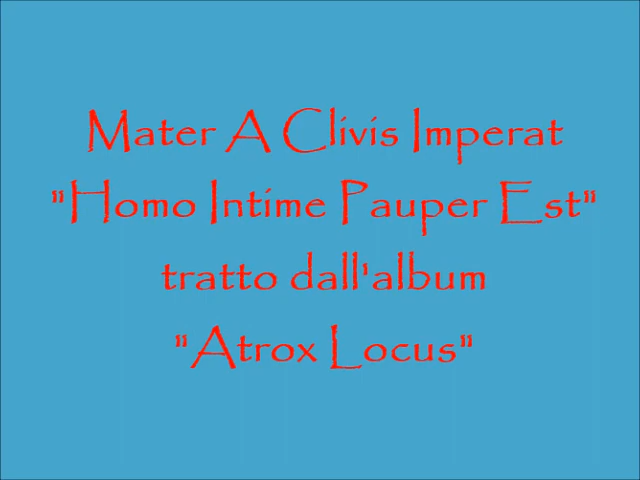 Mater A Clivis Imperat
"Homo Intime Pauper Est"
tratto dall'album
"Atrox Locus"